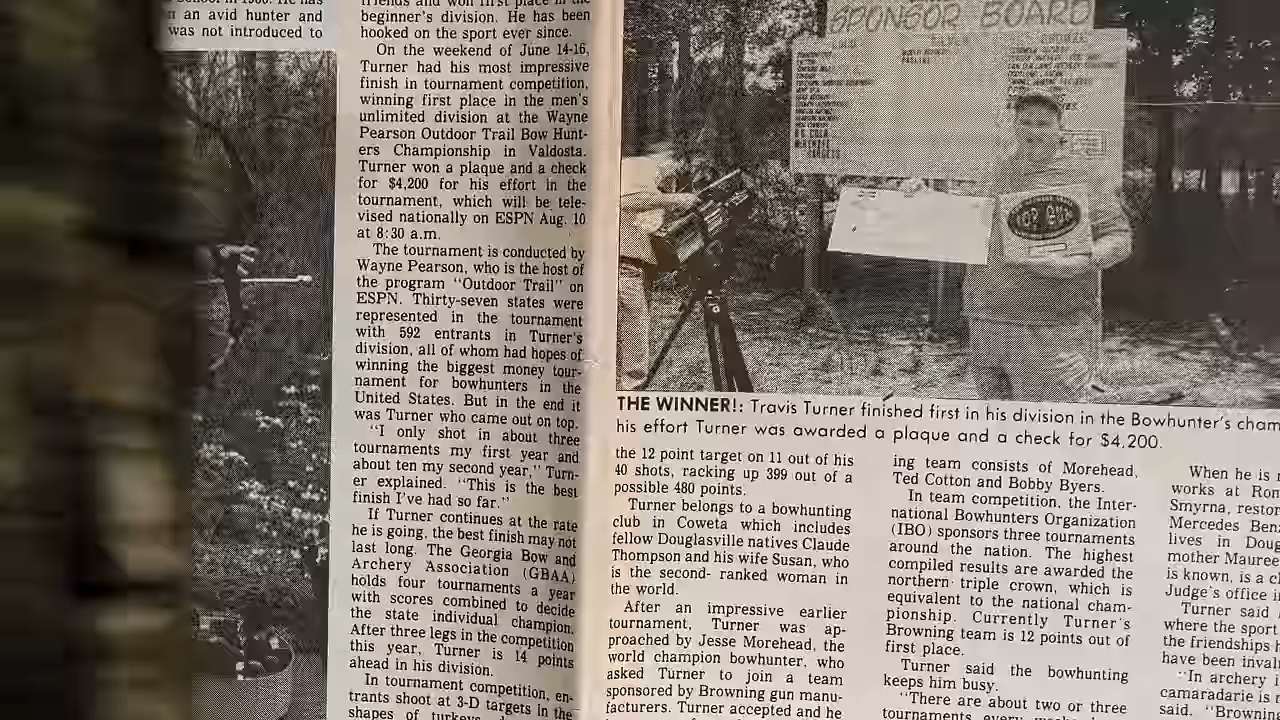 an avid hunter and
was not introduced to
friends and won first place in the
beginner's division. He has been
hooked on the sport ever since.
On the weekend of June 14-16,
Turner had his most impressive
finish in tournament competition,
winning first place in the men's
unlimited division at the Wayne
Pearson Outdoor Trail Bow Hunt-
ers Championship in Valdosta.
Turner won a plaque and a check
for $4,200 for his effort in the
tournament, which will be tele-
vised nationally on ESPN Aug. 10
at 8:30 a.m.
The tournament is conducted by
Wayne Pearson, who is the host of
the program "Outdoor Trail" on
ESPN. Thirty-seven states were
represented in the tournament
with 592 entrants in Turner's
division, all of whom had hopes of
winning the biggest money tour-
nament for bowhunters in the
United States. But in the end it
was Turner who came out on top.
"I only shot in about three
tournaments my first year and
about ten my second year," Turn-
er explained. "This is the best
finish I've had so far."
If Turner continues at the rate
he is going, the best finish may not
last long. The Georgia Bow and
Archery Association (GBAA)
holds four tournaments a year
with scores combined to decide
the state individual champion.
After three legs in the competition
this year, Turner is 14 points
ahead in his division.
In tournament competition, en-
trants shoot at 3-D targets in the
shapes of turkeys,
SPONSOR BOARD
THE WINNER!: Travis Turner finished first in his division in the Bowhunter's cham
his effort Turner was awarded a plaque and a check for $4,200.
the 12 point target on 11 out of his
40 shots, racking up 399 out of a
possible 480 points.
Turner belongs to a bowhunting
club in Coweta which includes
fellow Douglasville natives Claude
Thompson and his wife Susan, who
is the second- ranked woman in
the world.
After an impressive earlier
tournament, Turner was ap-
proached by Jesse Morehead, the
world champion bowhunter, who
asked Turner to join a team
sponsored by Browning gun manu-
facturers. Turner accepted and he
ing team consists of Morehead,
Ted Cotton and Bobby Byers.
In team competition, the Inter-
national Bowhunters Organization
(IBO) sponsors three tournaments
around the nation. The highest
compiled results are awarded the
northern triple crown, which is
equivalent to the national cham-
pionship. Currently Turner's
Browning team is 12 points out of
first place.
Turner said the bowhunting
keeps him busy.
"There are about two or three
tournaments every
When he is
works at Ron
Smyrna, restor
Mercedes Ben
lives in Doug
mother Mauree
is known, is a c
Judge's office i
Turner said
where the sport
the friendships h
have been inval
"In archery i
camaradarie is
said. "Brownin